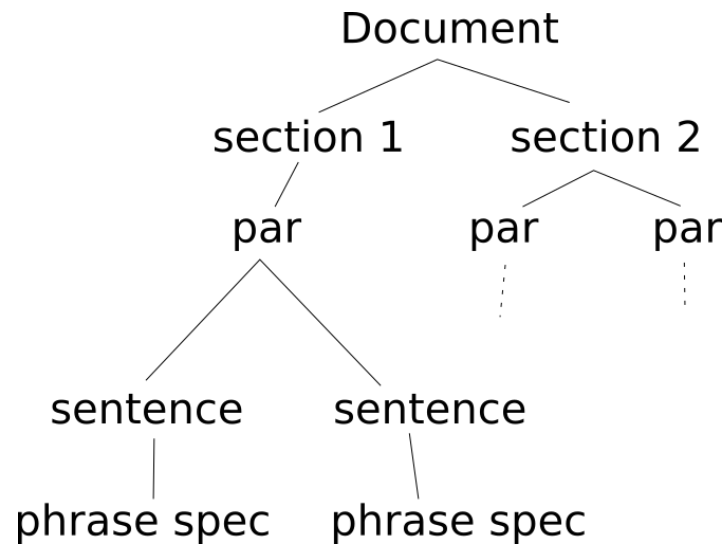 Document
section 1 section 2
par par par
sentence sentence
phrase spec phrase spec